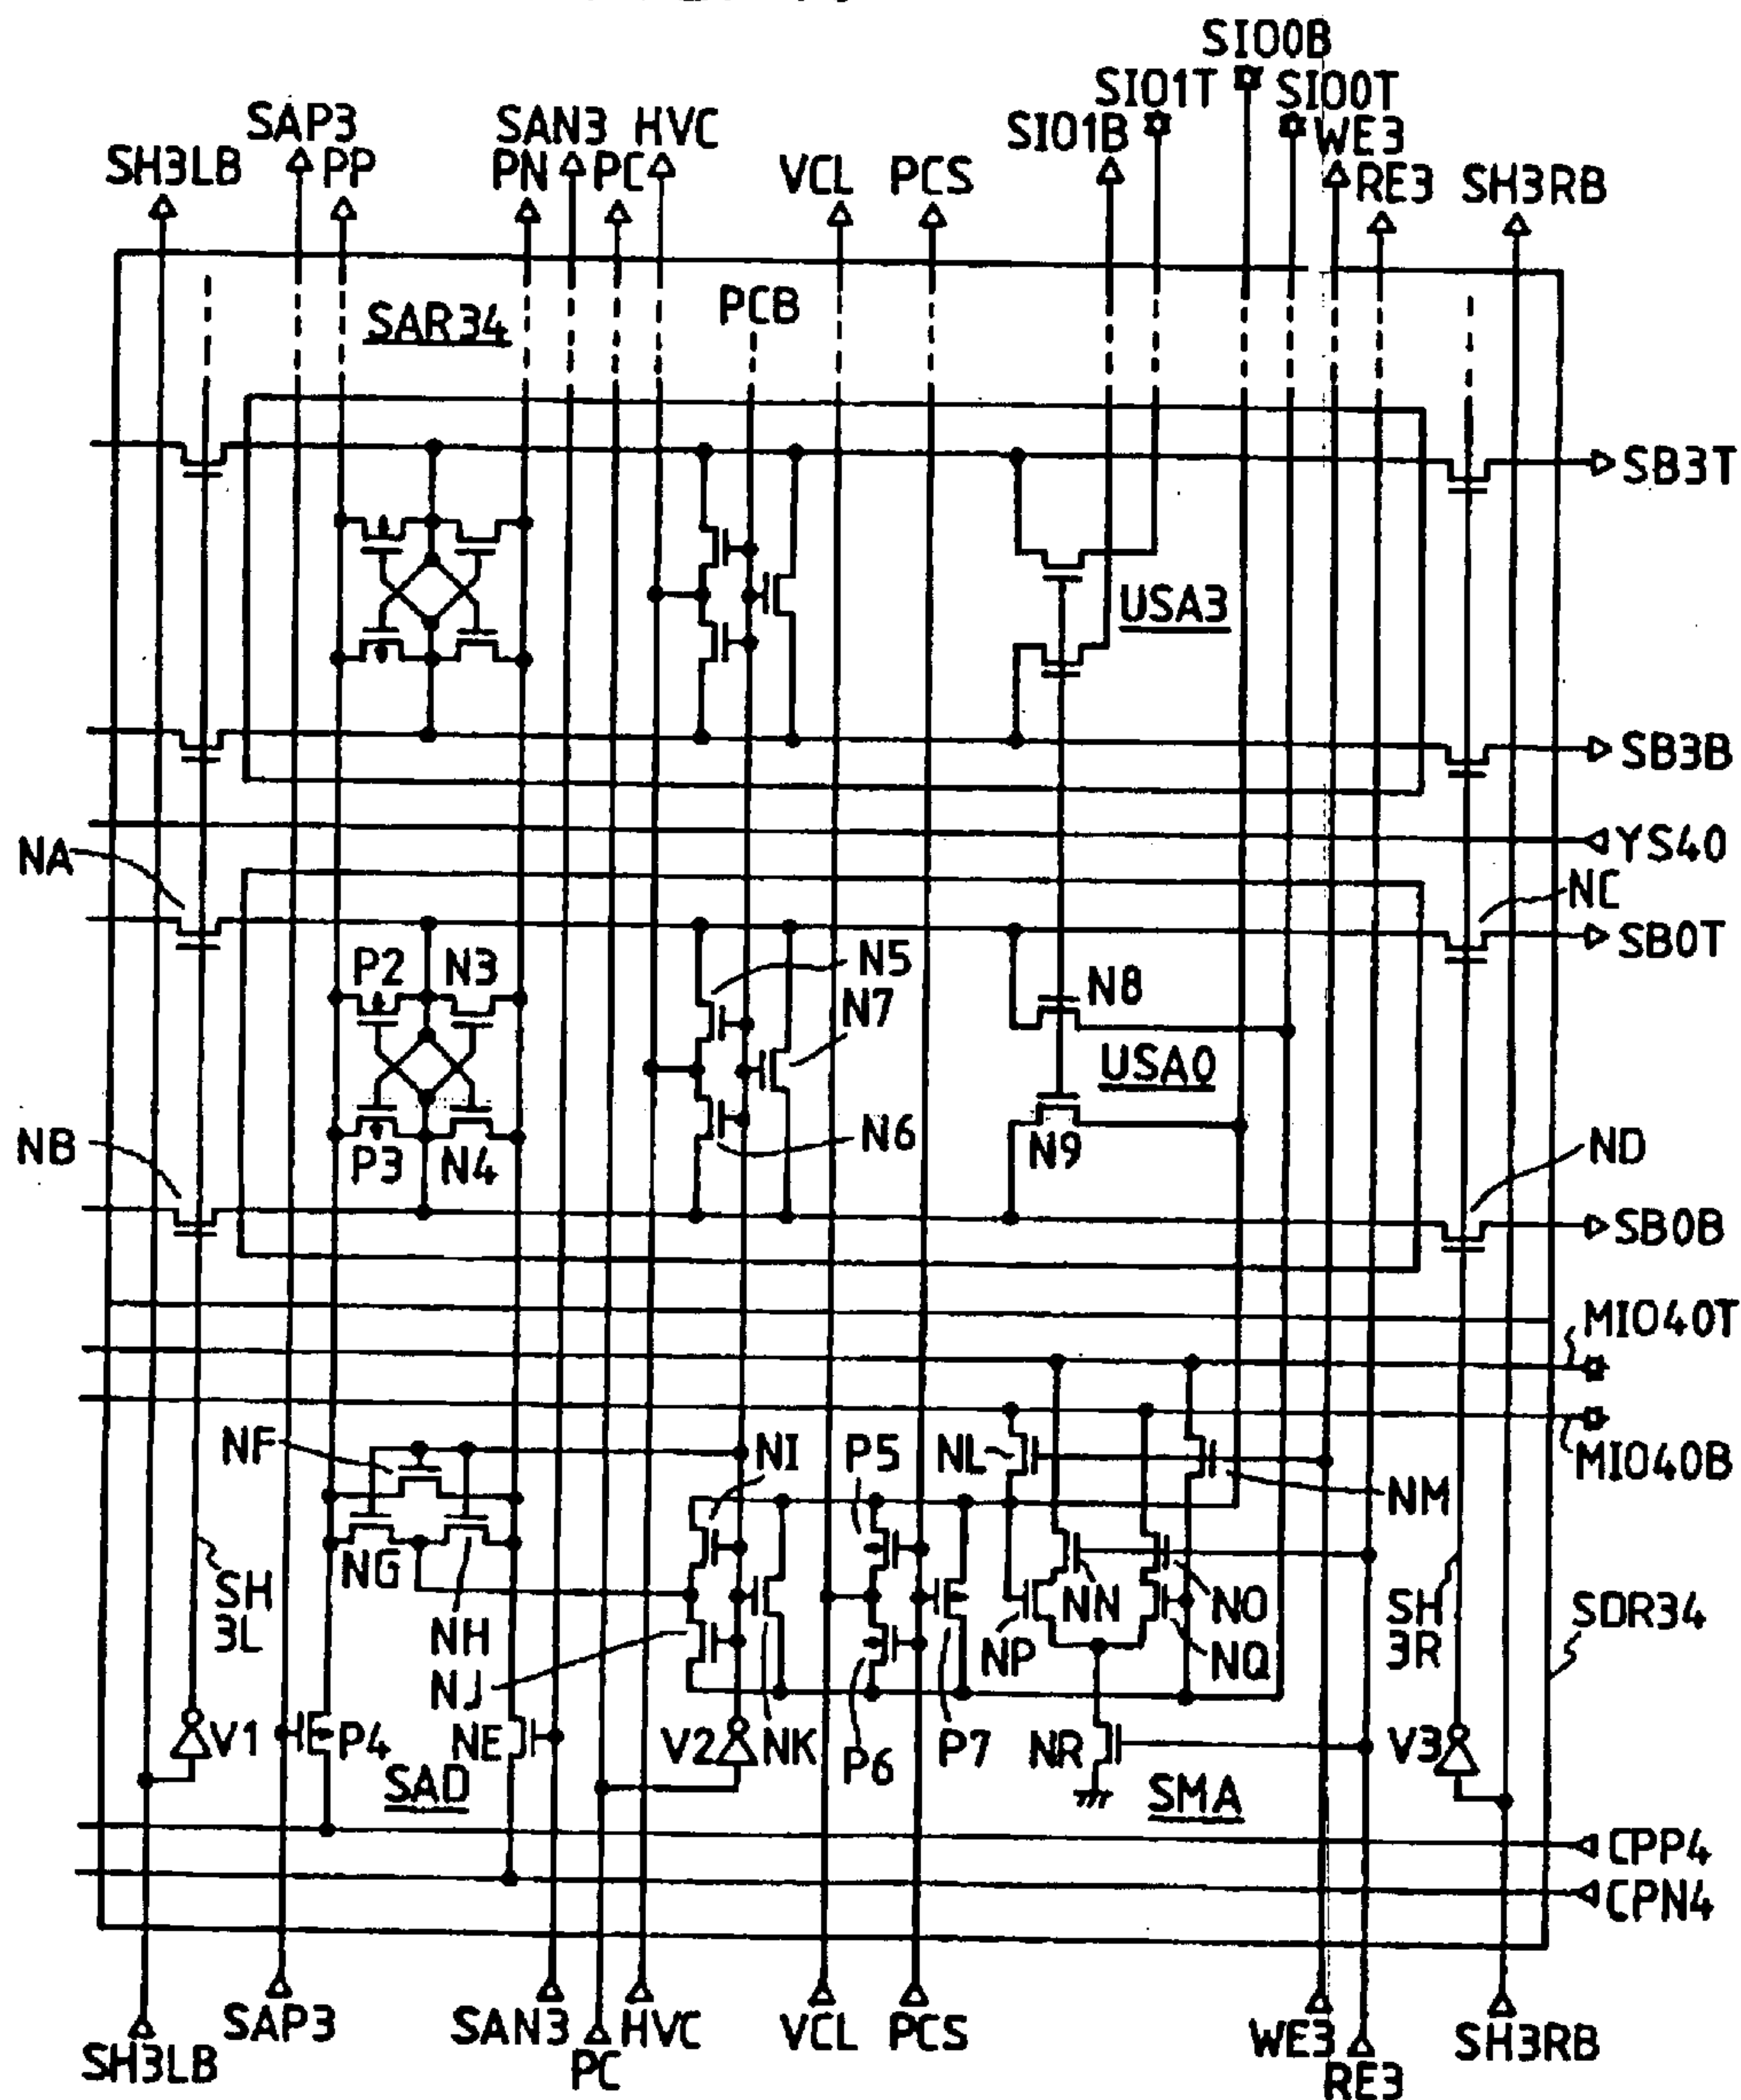 SIO0B
SIO1T SIO0T
SAP3 SAN3 HVC SIO1B WE3
SH3LB PP PN PC VCL PCS RE3 SH3RB
PCB
SAR34
SB3T
USA3
SB3B
YS40
NA
NC
SB0T
P2 N3 N5
N8
N7
USA0
NB P3 N4 N6 N9 ND
SB0B
MIO40T
NF NI P5 NL MIO40B
NM
NG NN NO SDR34
SH
3L
NH NP NQ SH
3R
NJ
V1 P4 NE V2 NK P6 P7 NR V3
SAD SMA
CPP4
CPN4
SAP3 SAN3 HVC VCL PCS WE3 SH3RB
SH3LB PC RE3